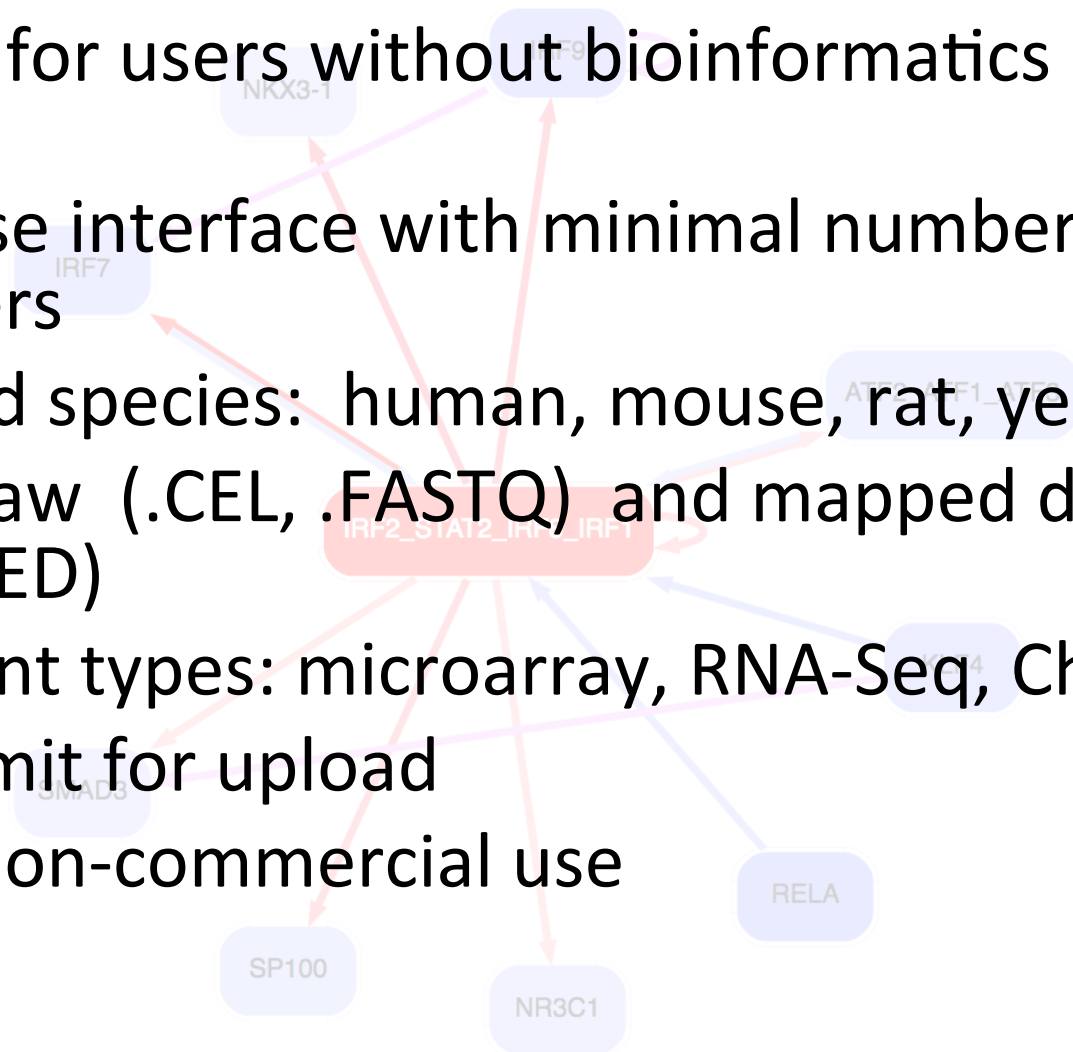 for users without bioinformatics
IRF9
NKX3-1
se interface with minimal number
IRF7
rs
d species: human, mouse, rat, ye
aw (.CEL, .FASTQ) and mapped d
ED)
nt types: microarray, RNA-Seq, Ch
KLF4
mit for upload
SMAD3
on-commercial use
RELA
SP100
NR3C1